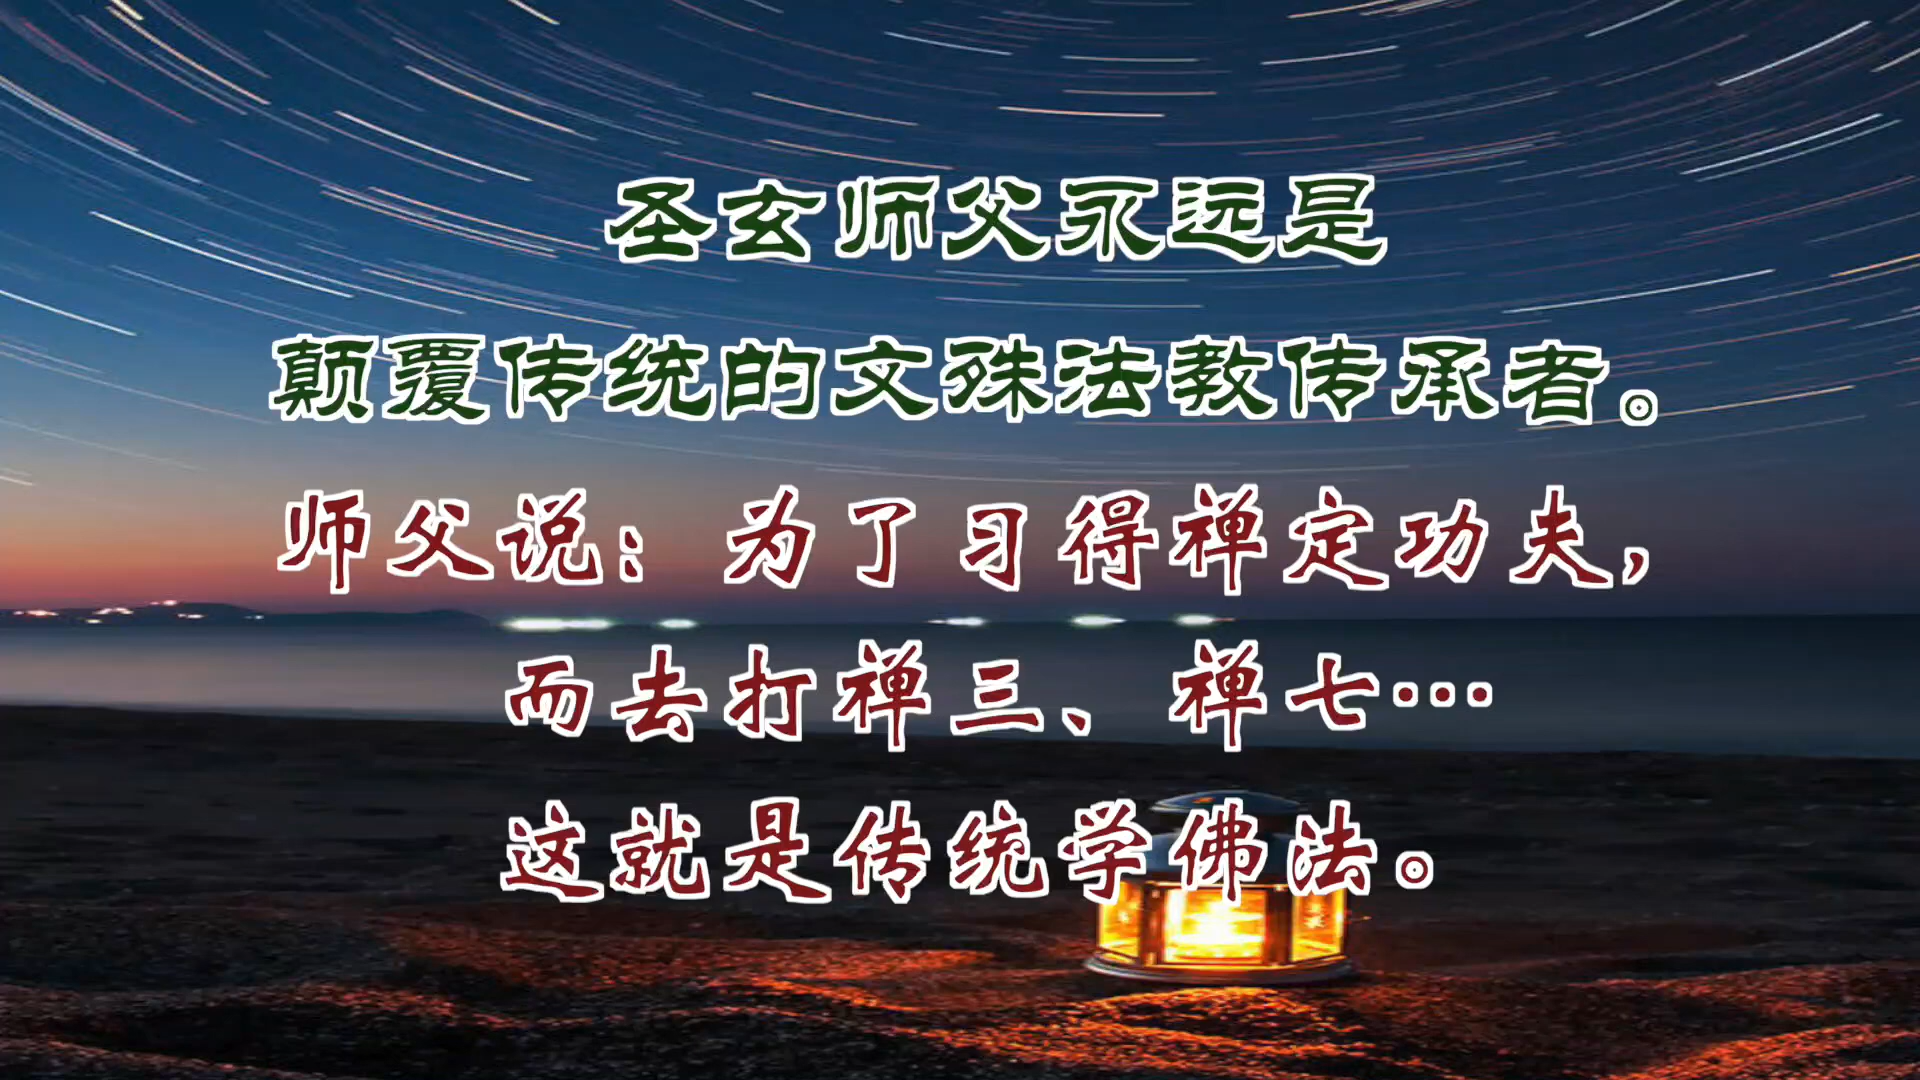 圣玄师父永远是
颠覆传统的文殊法教传承者。
师父说：为了习得禅定功夫，
而去打禅三、禅七…
这就是传统学佛法。